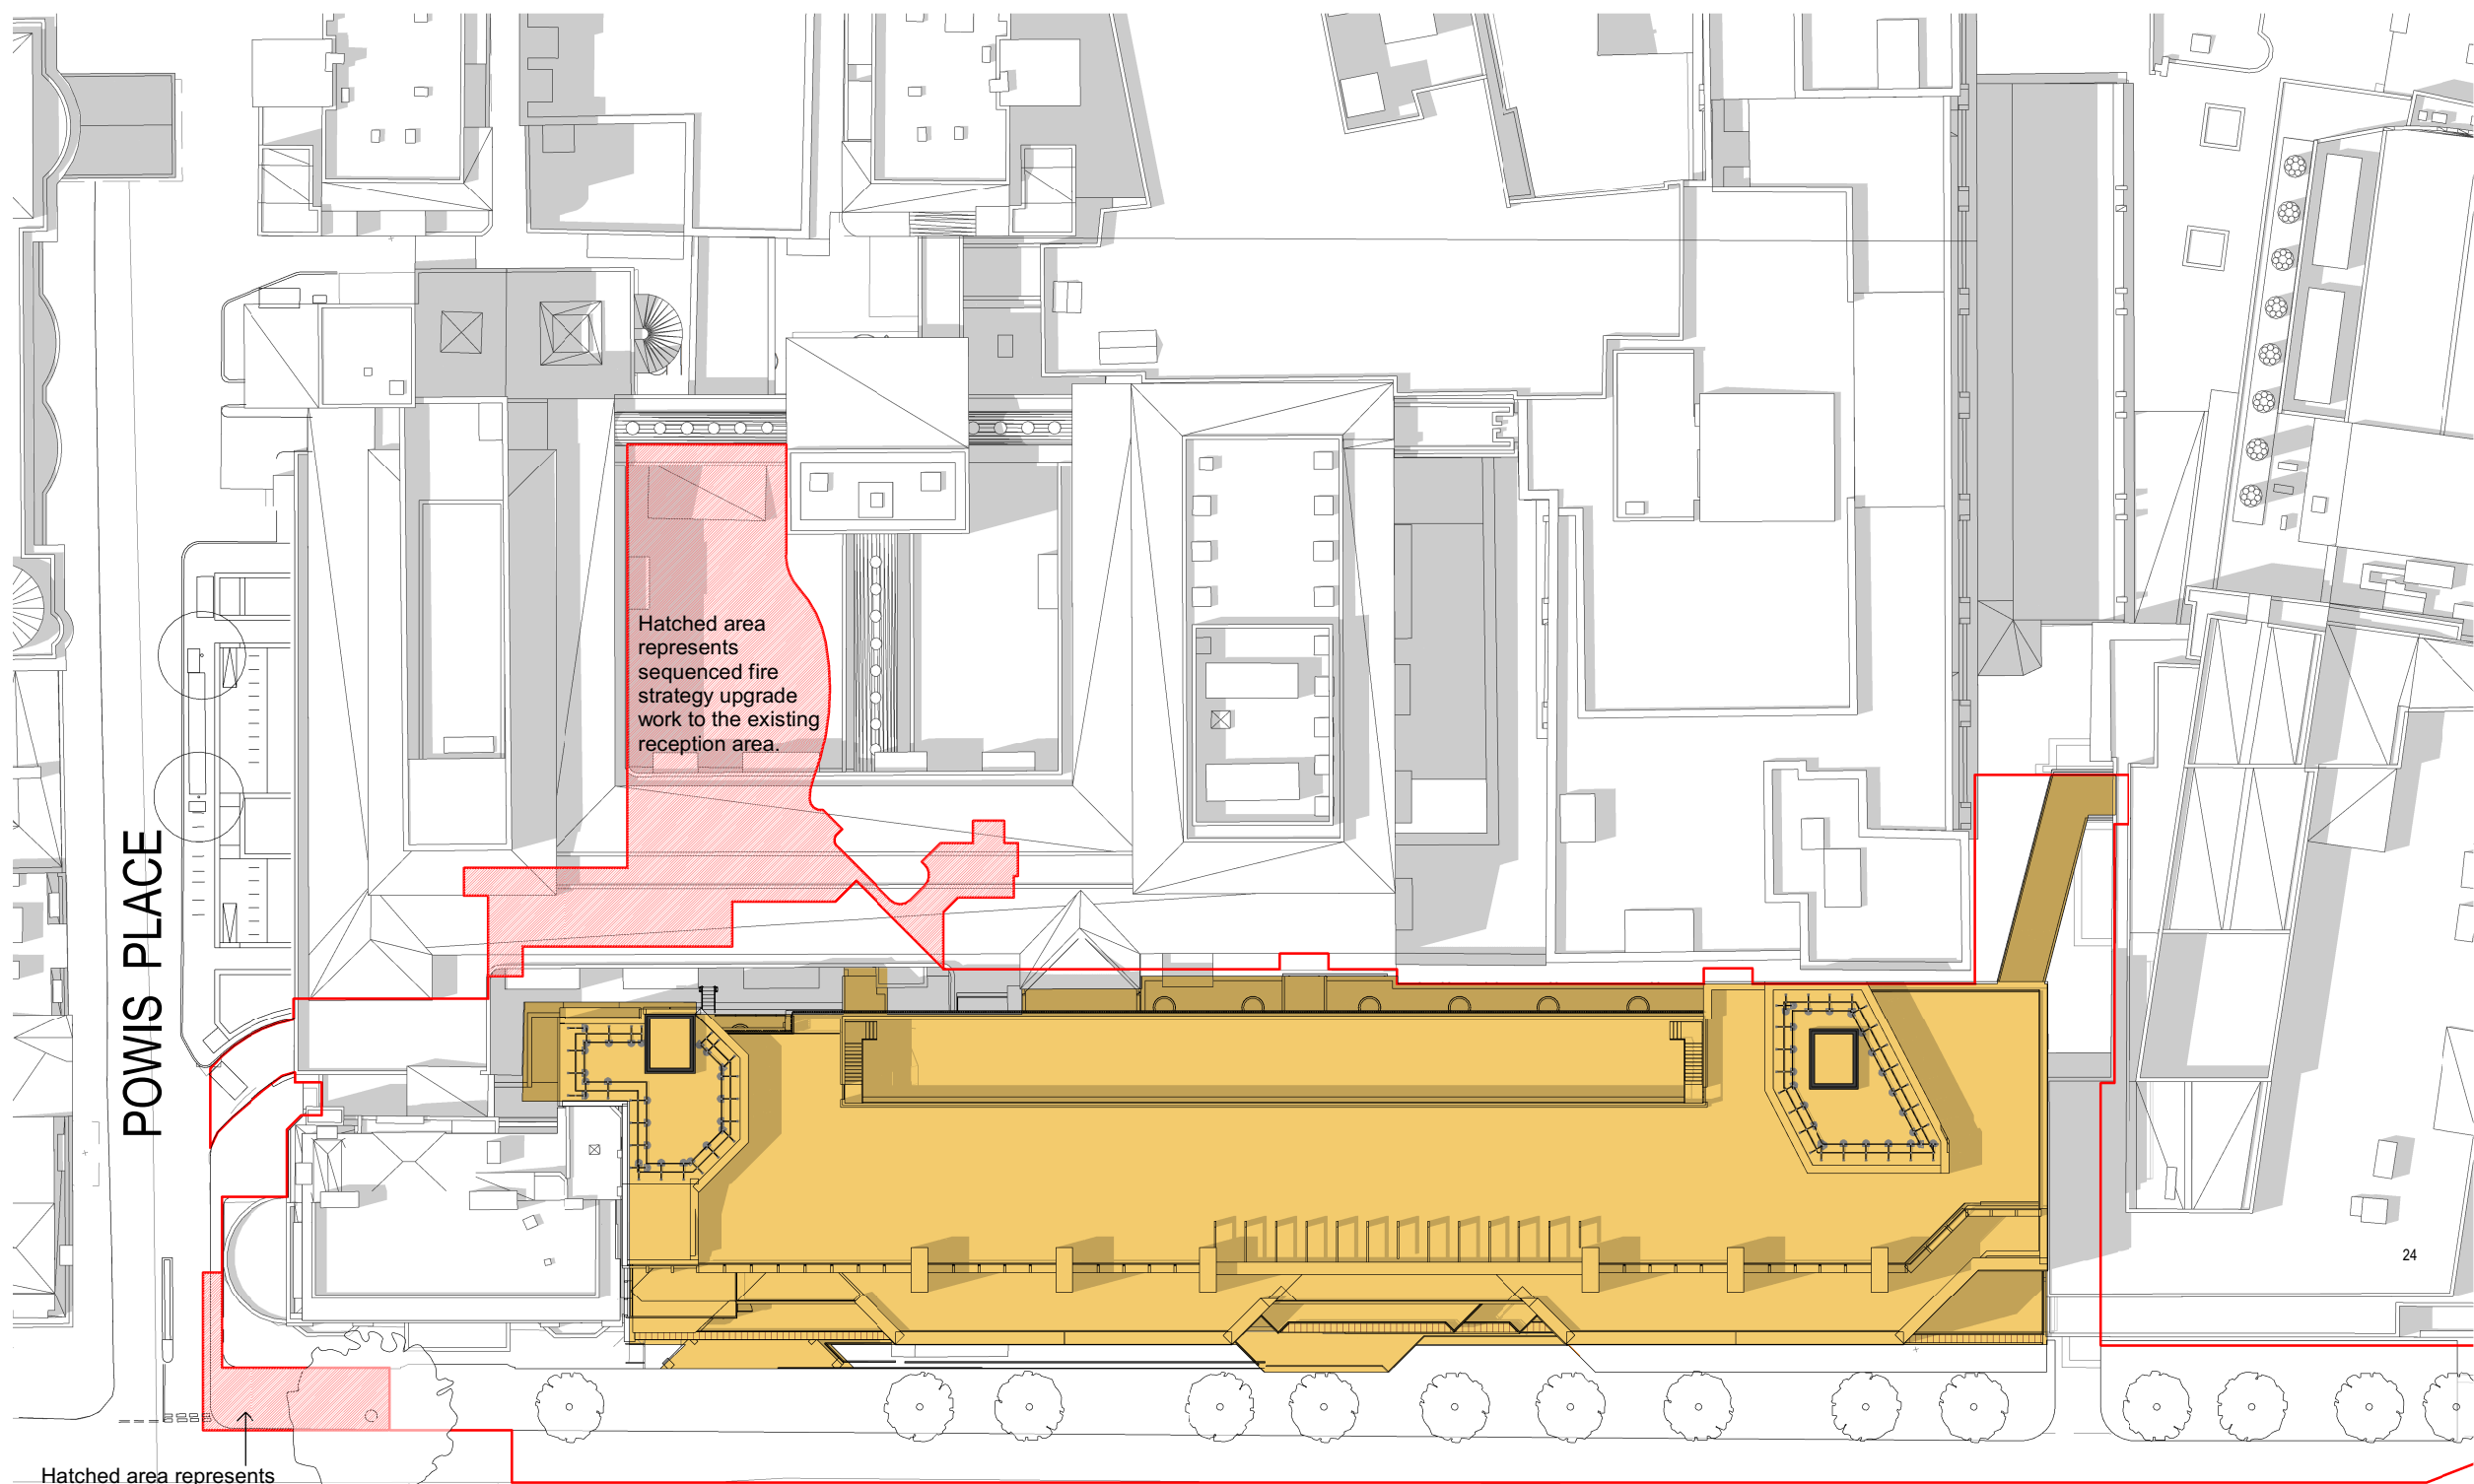 Hatched area
represents
sequenced fire
strategy upgrade
work to the existing
reception area.
POWIS PLACE
24
Hatched area represents